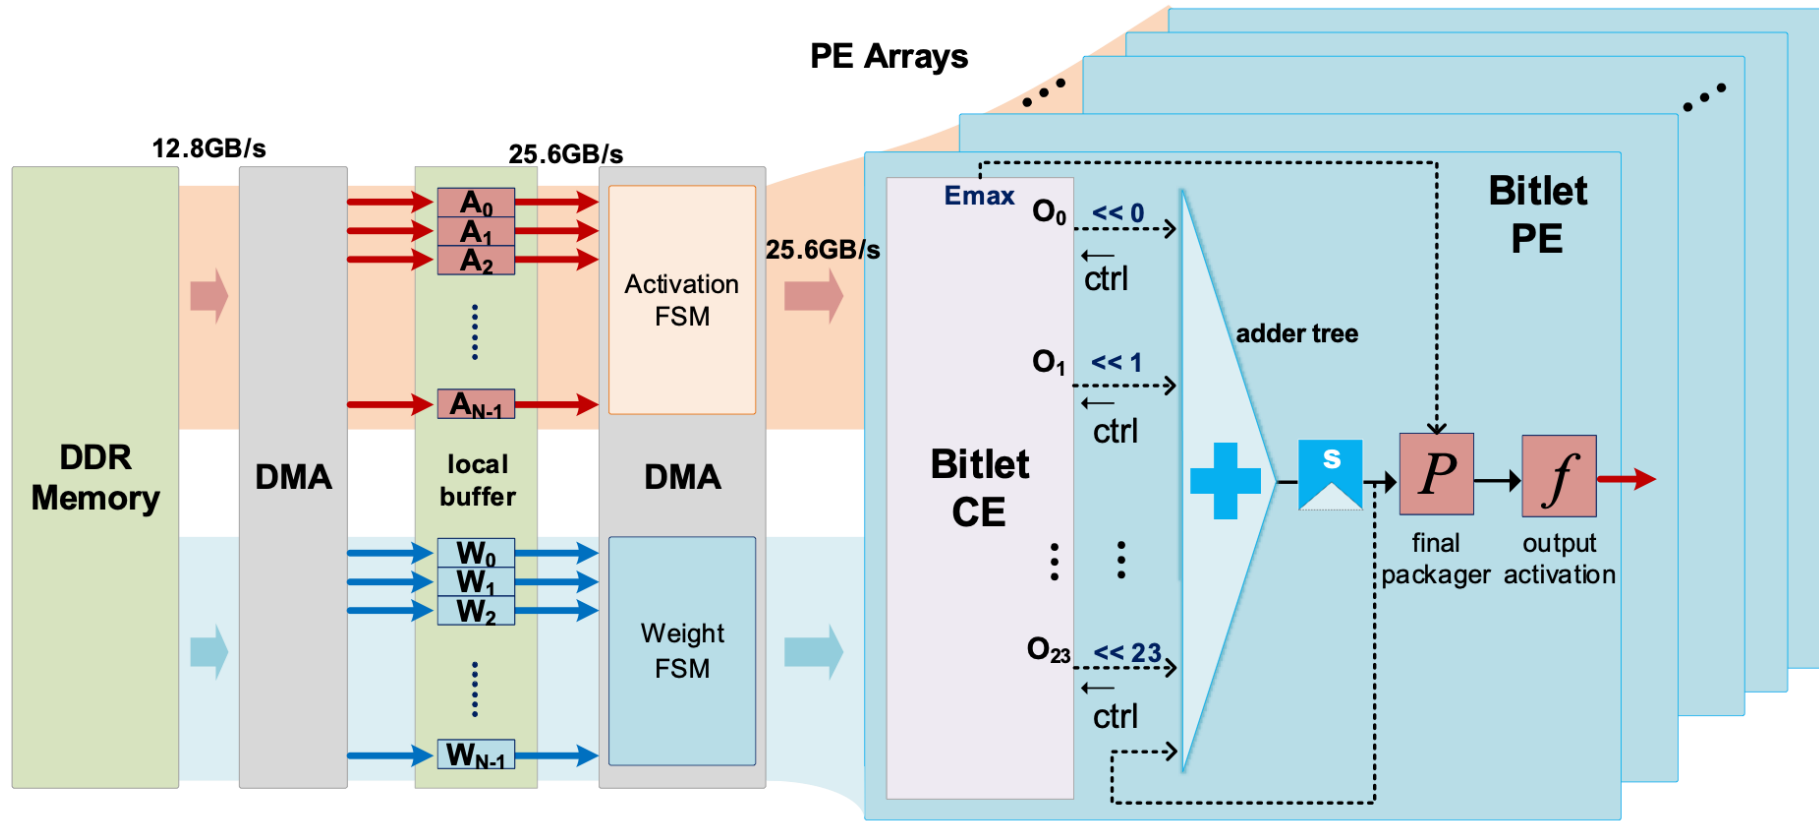 PE Arrays
12.8GB/s
25.6GB/s
25.6GB/s
DDR
Memory
DMA
A0
A1
A2
AN-1
local
buffer
W0
W1
W2
WN-1
Activation
FSM
DMA
Weight
FSM
Bitlet
PE
Emax
Bitlet
CE
O0
<< 0
ctrl
O1
<< 1
ctrl
O23
<< 23
ctrl
adder tree
S
P
final
packager
f
output
activation